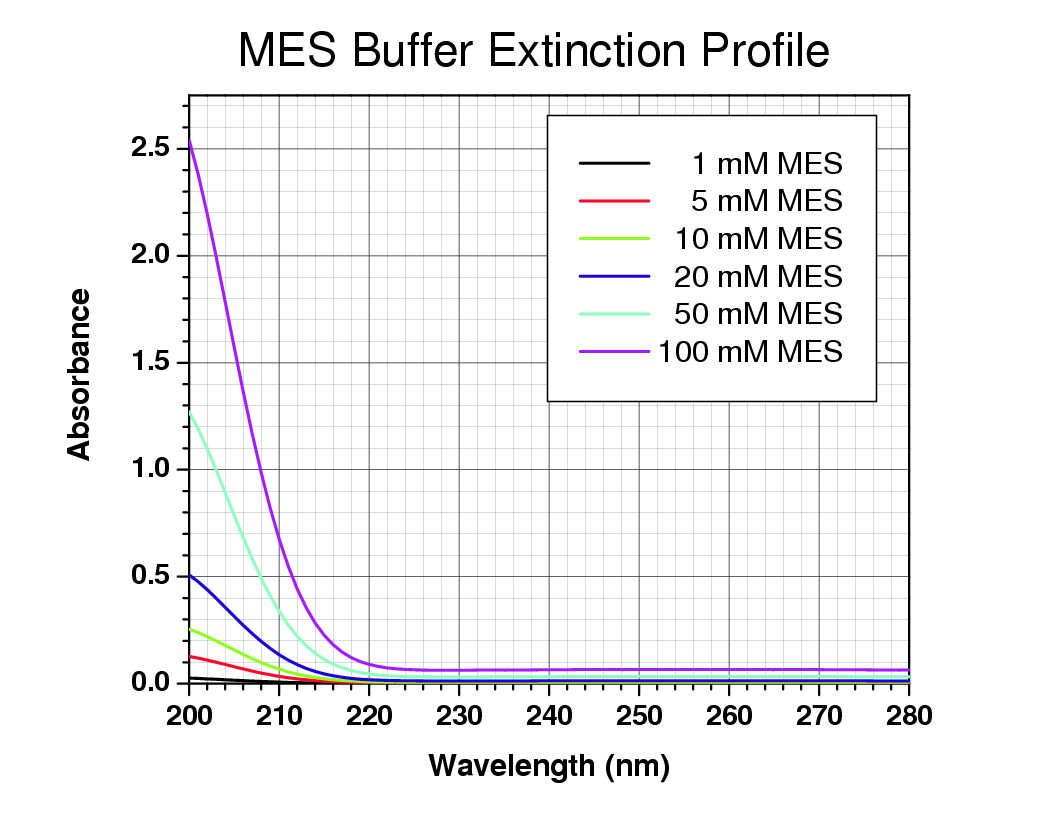 MES Buffer Extinction Profile
2.5
2.0
1.5
1.0
0.5
0.0
Absorbance
1 mM MES
5 mM MES
10 mM MES
20 mM MES
50 mM MES
100 mM MES
200 210 220 230 240 250 260 270 280
Wavelength (nm)